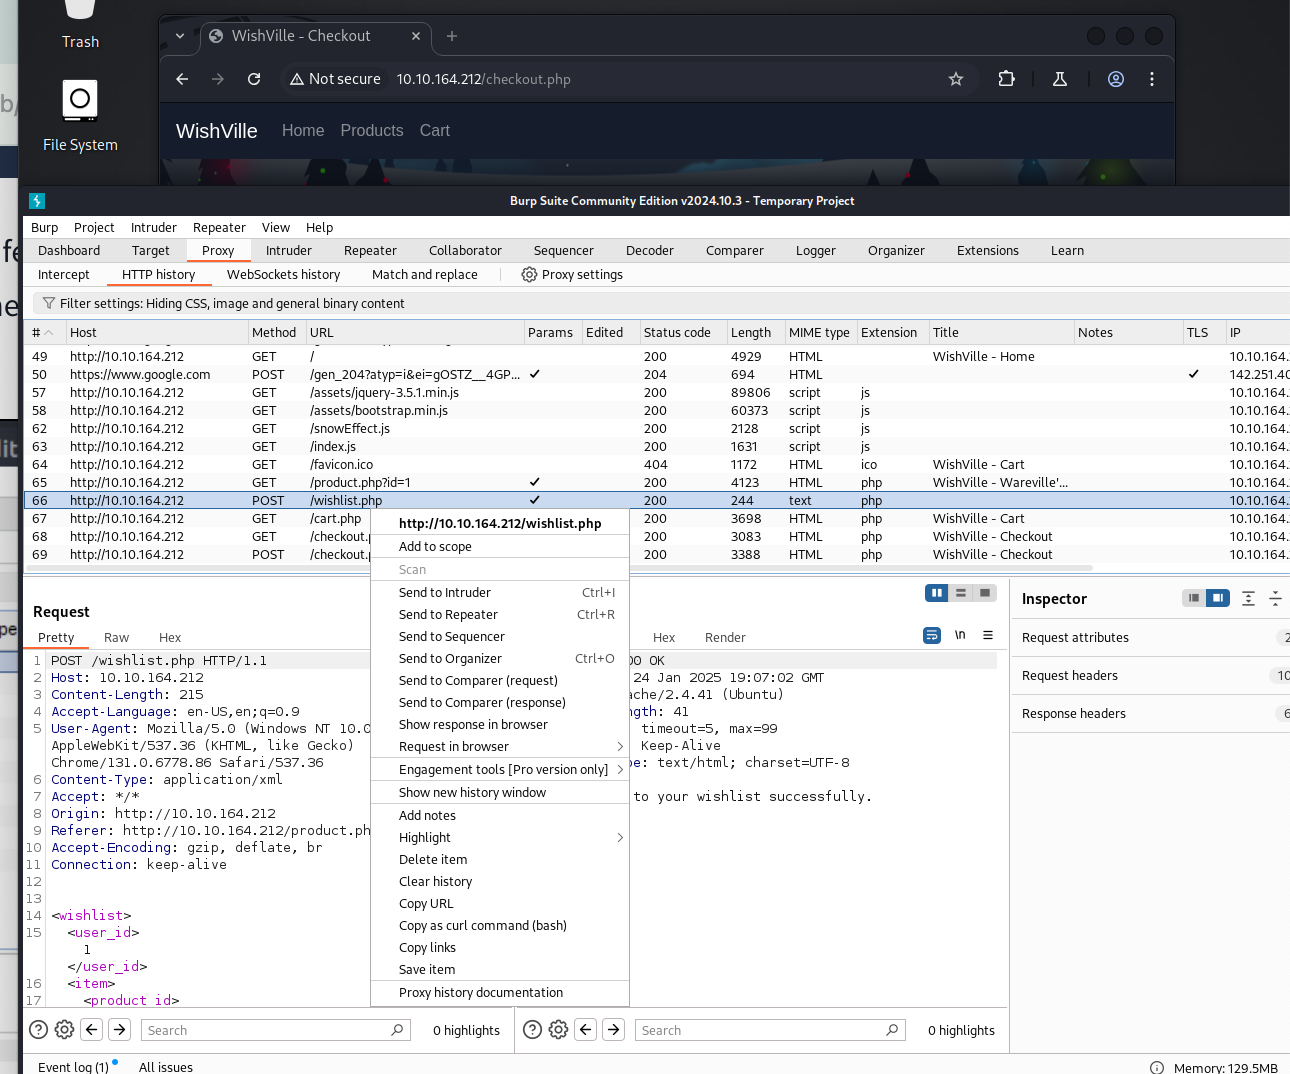 Trash
File System
WishVille - Checkout
Not secure 10.10.164.212/checkout.php
WishVille Home Products Cart
Burp Suite Community Edition v2024.10.3 - Temporary Project
Burp Project Intruder Repeater View Help
Dashboard Target Proxy Intruder Repeater Collaborator Sequencer Decoder Comparer Logger Organizer Extensions Learn
Intercept HTTP history WebSockets history Match and replace Proxy settings
Filter settings: Hiding CSS, image and general binary content
# Host Method URL Params Edited Status code Length MIME type Extension Title Notes TLS IP
49 http://10.10.164.212 GET / 200 4929 HTML WishVille - Home 10.10.164.
50 https://www.google.com POST /gen_204?atyp=i&ei=gOSTZ__4GP... ✓ 204 694 HTML ✓ 142.251.40
57 http://10.10.164.212 GET /assets/jquery-3.5.1.min.js 200 89806 script js 10.10.164.
58 http://10.10.164.212 GET /assets/bootstrap.min.js 200 60373 script js 10.10.164.
62 http://10.10.164.212 GET /snowEffect.js 200 2128 script js 10.10.164.
63 http://10.10.164.212 GET /index.js 200 1631 script js 10.10.164.
64 http://10.10.164.212 GET /favicon.ico 404 1172 HTML ico WishVille - Cart 10.10.164.
65 http://10.10.164.212 GET /product.php?id=1 ✓ 200 4123 HTML php WishVille - Wareville'... 10.10.164.
66 http://10.10.164.212 POST /wishlist.php ✓ 200 244 text php 10.10.164.
67 http://10.10.164.212 GET /cart.php 200 3698 HTML php WishVille - Cart 10.10.164.
68 http://10.10.164.212 GET /checkout. 200 3083 HTML php WishVille - Checkout 10.10.164.
69 http://10.10.164.212 POST /checkout. 200 3388 HTML php WishVille - Checkout 10.10.164.
http://10.10.164.212/wishlist.php
Add to scope
Scan
Send to Intruder Ctrl+I
Send to Repeater Ctrl+R
Send to Sequencer
Send to Organizer Ctrl+O
Send to Comparer (request)
Send to Comparer (response)
Show response in browser
Request in browser
Engagement tools [Pro version only]
Show new history window
Add notes
Highlight
Delete item
Clear history
Copy URL
Copy as curl command (bash)
Copy links
Save item
Proxy history documentation
Request
Pretty Raw Hex
1 POST /wishlist.php HTTP/1.1
2 Host: 10.10.164.212
3 Content-Length: 215
4 Accept-Language: en-US,en;q=0.9
5 User-Agent: Mozilla/5.0 (Windows NT 10.0
AppleWebKit/537.36 (KHTML, like Gecko)
Chrome/131.0.6778.86 Safari/537.36
6 Content-Type: application/xml
7 Accept: */*
8 Origin: http://10.10.164.212
9 Referer: http://10.10.164.212/product.ph
10 Accept-Encoding: gzip, deflate, br
11 Connection: keep-alive
12
13
14 <wishlist>
15 <user_id>
1
</user_id>
16 <item>
17 <product_id>
Hex Render
\n
00 OK
24 Jan 2025 19:07:02 GMT
ache/2.4.41 (Ubuntu)
ngth: 41
timeout=5, max=99
Keep-Alive
pe: text/html; charset=UTF-8
to your wishlist successfully.
Inspector
Request attributes 2
Request headers 10
Response headers 6
Search 0 highlights
Search 0 highlights
Event log (1) All issues
Memory: 129.5MB